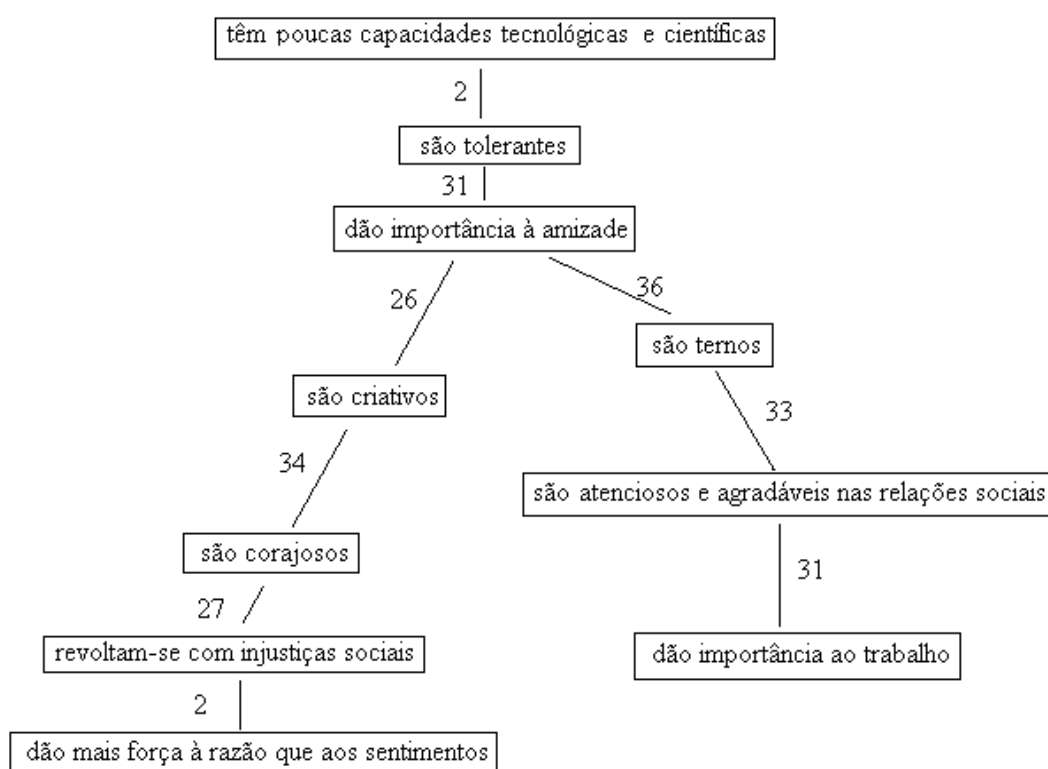 têm poucas capacidades tecnológicas e científicas
2
são tolerantes
31
dão importância à amizade
26
36
são ternos
são criativos
33
34
são atenciosos e agradáveis nas relações sociais
são corajosos
31
27
revoltam-se com injustiças sociais
dão importância ao trabalho
2
dão mais força à razão que aos sentimentos